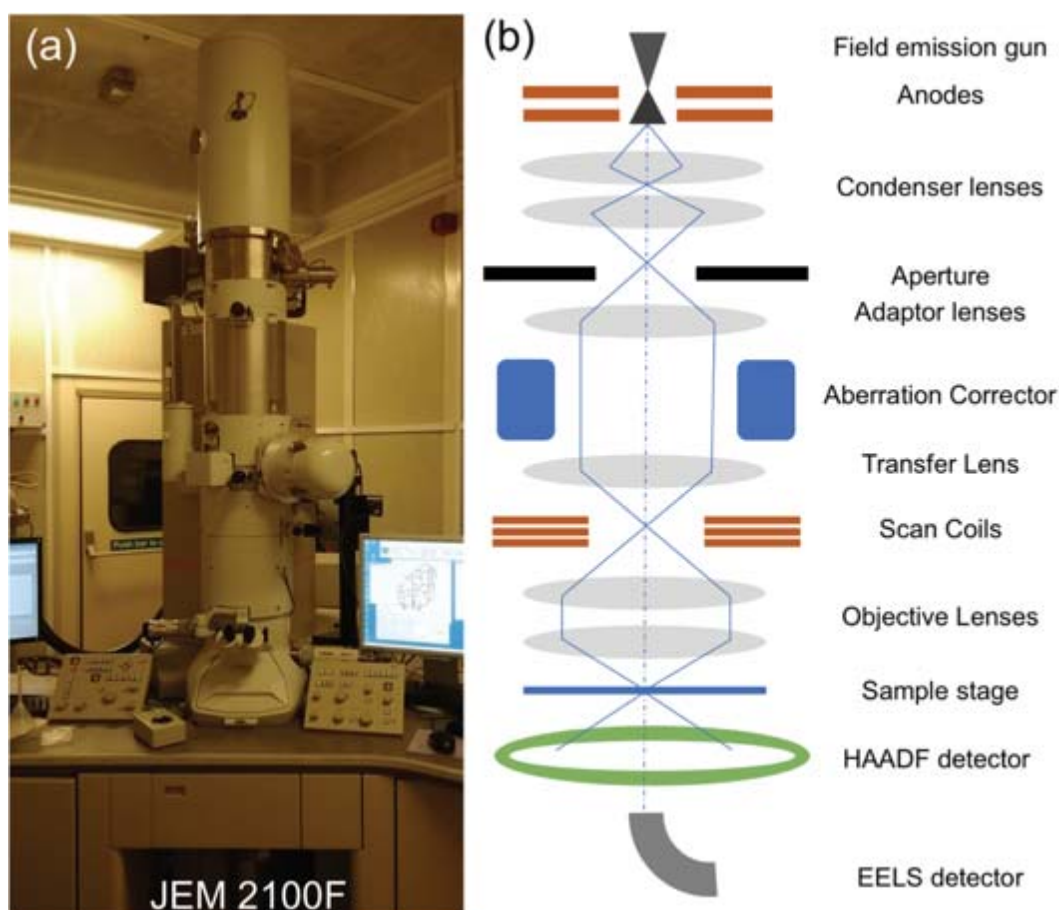 (a)
JEM 2100F
(b)
Field emission gun
Anodes
Condenser lenses
Aperture
Adaptor lenses
Aberration Corrector
Transfer Lens
Scan Coils
Objective Lenses
Sample stage
HAADF detector
EELS detector